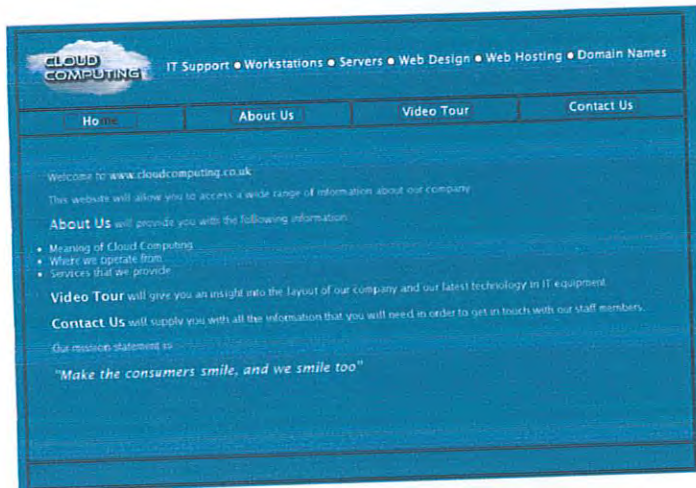 CLOUD
COMPUTING
IT Support • Workstations • Servers • Web Design • Web Hosting • Domain Names
Home
About Us
Video Tour
Contact Us
Welcome to www.cloudcomputing.co.uk
This website will allow you to access a wide range of information about our company
About Us will provide you with the following information
• Meaning of Cloud Computing
• Where we operate from
• Services that we provide
Video Tour will give you an insight into the layout of our company and our latest technology in IT equipment
Contact Us will supply you with all the information that you will need in order to get in touch with our staff members.
Our mission statement is
"Make the consumers smile, and we smile too"